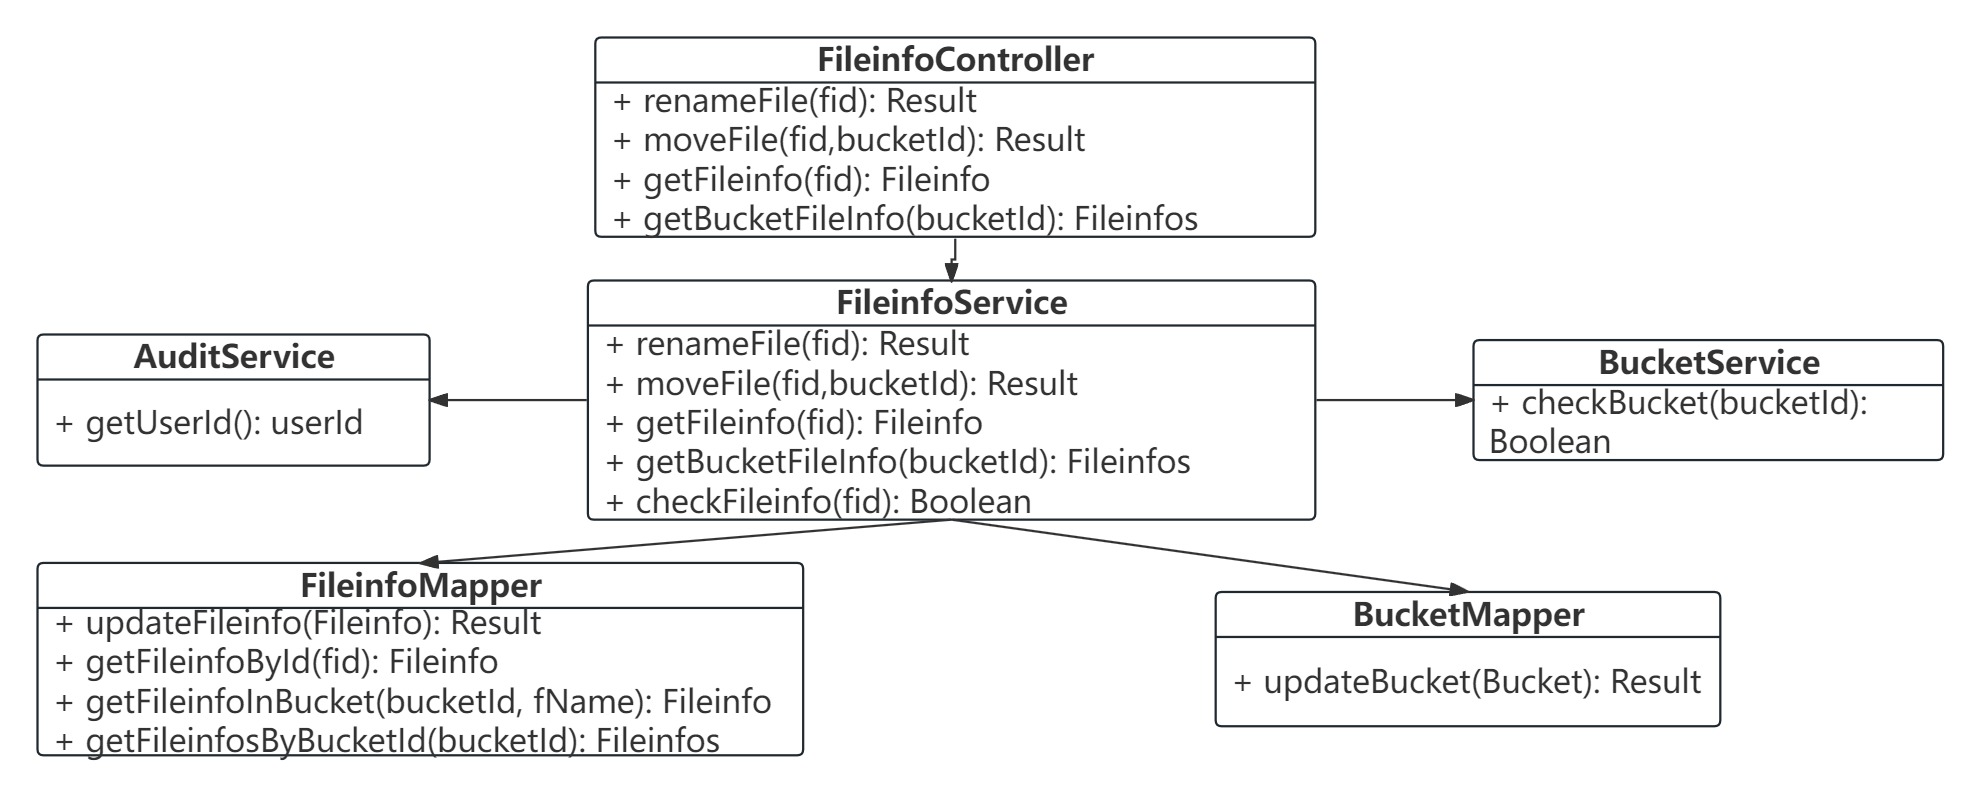 FileinfoController
+ renameFile(fid): Result
+ moveFile(fid,bucketId): Result
+ getFileinfo(fid): Fileinfo
+ getBucketFileInfo(bucketId): Fileinfos
FileinfoService
+ renameFile(fid): Result
+ moveFile(fid,bucketId): Result
+ getFileinfo(fid): Fileinfo
+ getBucketFileInfo(bucketId): Fileinfos
+ checkFileinfo(fid): Boolean
AuditService
+ getUserId(): userId
BucketService
+ checkBucket(bucketId):
Boolean
FileinfoMapper
+ updateFileinfo(Fileinfo): Result
+ getFileinfoById(fid): Fileinfo
+ getFileinfoInBucket(bucketId, fName): Fileinfo
+ getFileinfosByBucketId(bucketId): Fileinfos
BucketMapper
+ updateBucket(Bucket): Result